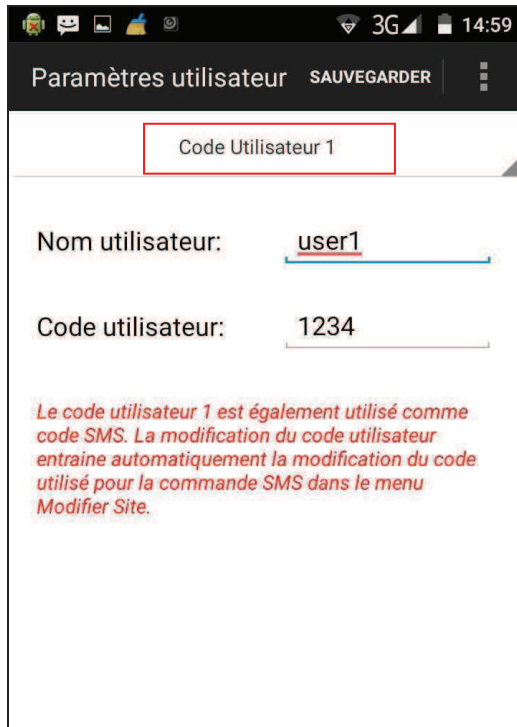 3G 14:59
Paramètres utilisateur SAUVEGARDER
Code Utilisateur 1
Nom utilisateur: user1
Code utilisateur: 1234
Le code utilisateur 1 est également utilisé comme
code SMS. La modification du code utilisateur
entraine automatiquement la modification du code
utilisé pour la commande SMS dans le menu
Modifier Site.